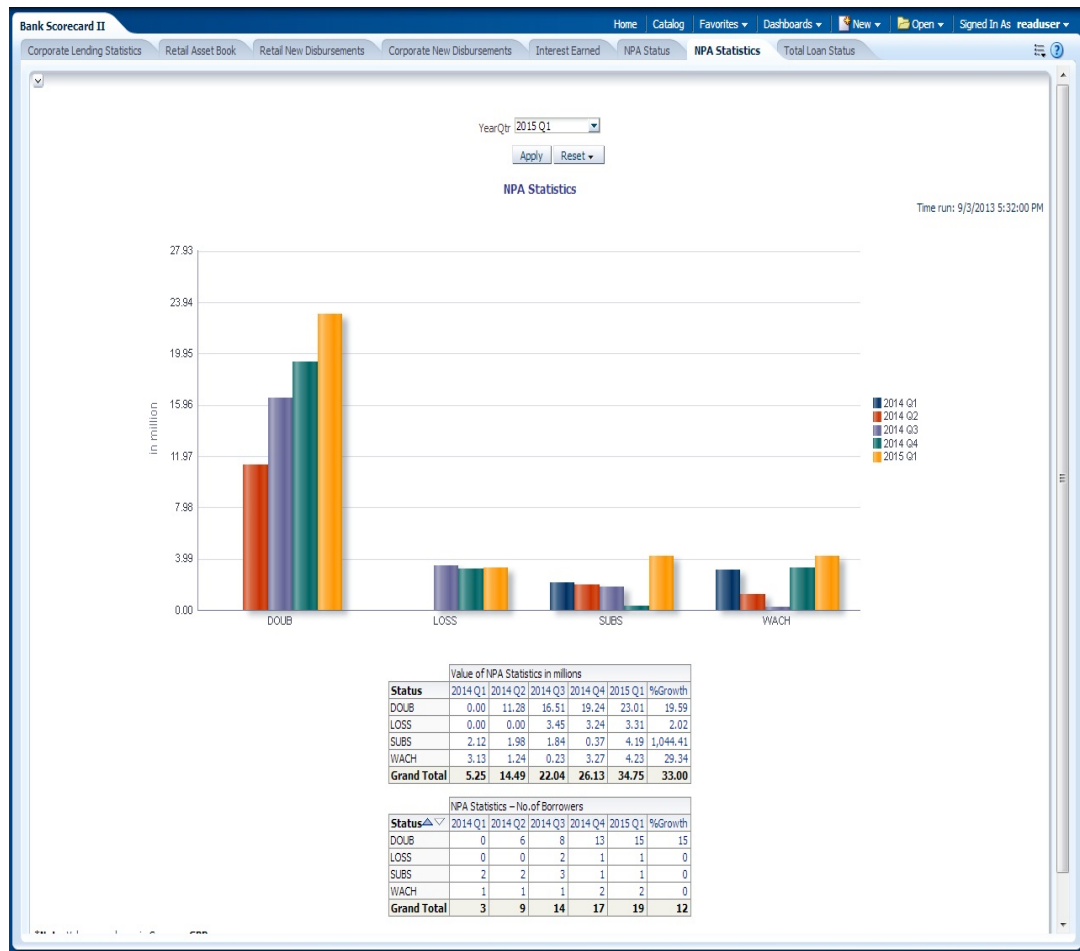 Bank Scorecard II
Home Catalog Favorites Dashboards New Open Signed In As readuser
Corporate Lending Statistics Retail Asset Book Retail New Disbursements Corporate New Disbursements Interest Earned NPA Status NPA Statistics Total Loan Status
YearQtr 2015 Q1
Apply Reset
NPA Statistics
Time run: 9/3/2013 5:32:00 PM
27.93
23.94
19.95
15.96
11.97
7.98
3.99
0.00
in million
DOUB LOSS SUBS WACH
2014 Q1
2014 Q2
2014 Q3
2014 Q4
2015 Q1
Value of NPA Statistics in millions
Status 2014 Q1 2014 Q2 2014 Q3 2014 Q4 2015 Q1 %Growth
DOUB 0.00 11.28 16.51 19.24 23.01 19.59
LOSS 0.00 0.00 3.45 3.24 3.31 2.02
SUBS 2.12 1.98 1.84 0.37 4.19 1,044.41
WACH 3.13 1.24 0.23 3.27 4.23 29.34
Grand Total 5.25 14.49 22.04 26.13 34.75 33.00
NPA Statistics – No.of Borrowers
Status 2014 Q1 2014 Q2 2014 Q3 2014 Q4 2015 Q1 %Growth
DOUB 0 6 8 13 15 15
LOSS 0 0 2 1 1 0
SUBS 2 2 3 1 1 0
WACH 1 1 1 2 2 0
Grand Total 3 9 14 17 19 12